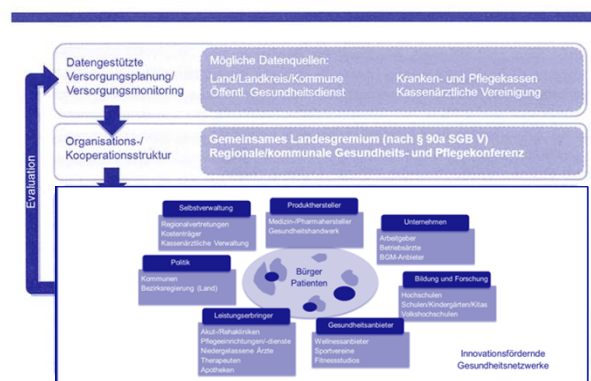 Datengestützte
Versorgungsplanung/
Versorgungsmonitoring
Mögliche Datenquellen:
Land/Landkreis/Kommune
Öffentl. Gesundheitsdienst
Kranken- und Pflegekassen
Kassenärztliche Vereinigung
Organisations-/
Kooperationsstruktur
Gemeinsames Landesgremium (nach § 90a SGB V)
Regionale/kommunale Gesundheits- und Pflegekonferenz
Evaluation
Selbstverwaltung
Regionalvertretungen
Kostenträger
Kassenärztliche Verwaltung
Produkthersteller
Medizin-/Pharmahersteller
Gesundheitshandwerk
Unternehmen
Arbeitgeber
Betriebsärzte
BGM-Anbieter
Politik
Kommunen
Bezirksregierung (Land)
Bürger
Patienten
Bildung und Forschung
Hochschulen
Schulen/Kindergärten/Kitas
Volkshochschulen
Leistungserbringer
Akut-/Rehakliniken
Pflegeeinrichtungen/-dienste
Niedergelassene Ärzte
Therapeuten
Apotheken
Gesundheitsanbieter
Wellnessanbieter
Sportvereine
Fitnessstudios
Innovationsfördernde
Gesundheitsnetzwerke